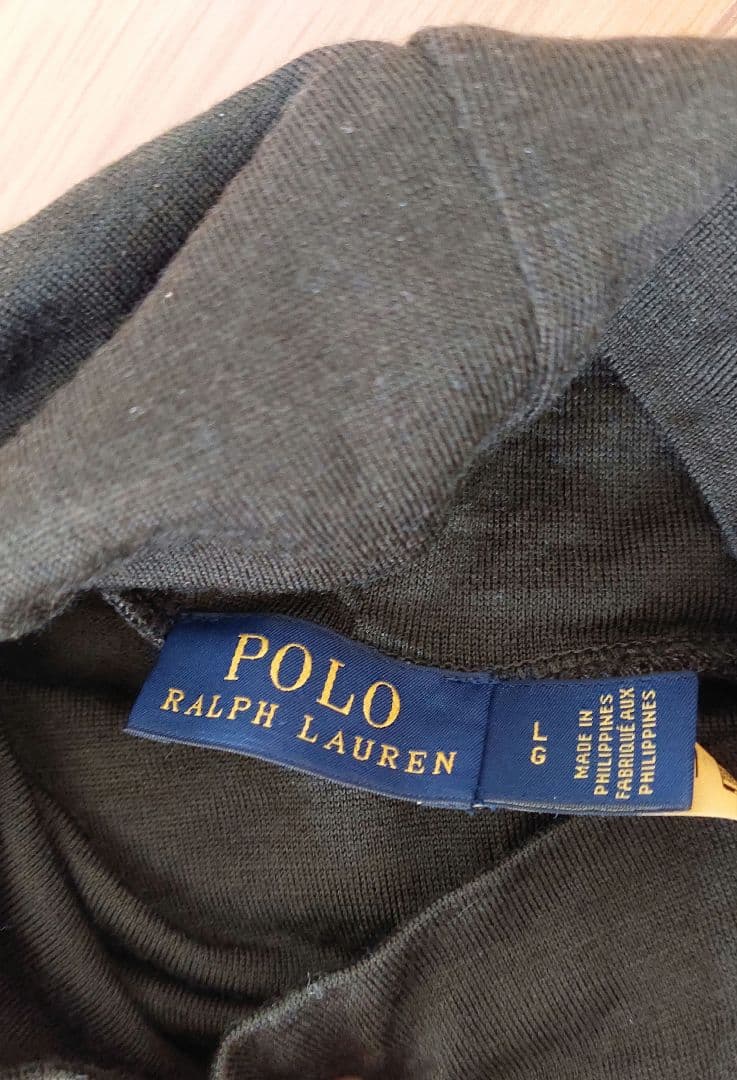 POLO
RALPH LAUREN
L
G
MADE IN
PHILIPPINES
FABRIQUÉ AUX
PHILIPPINES